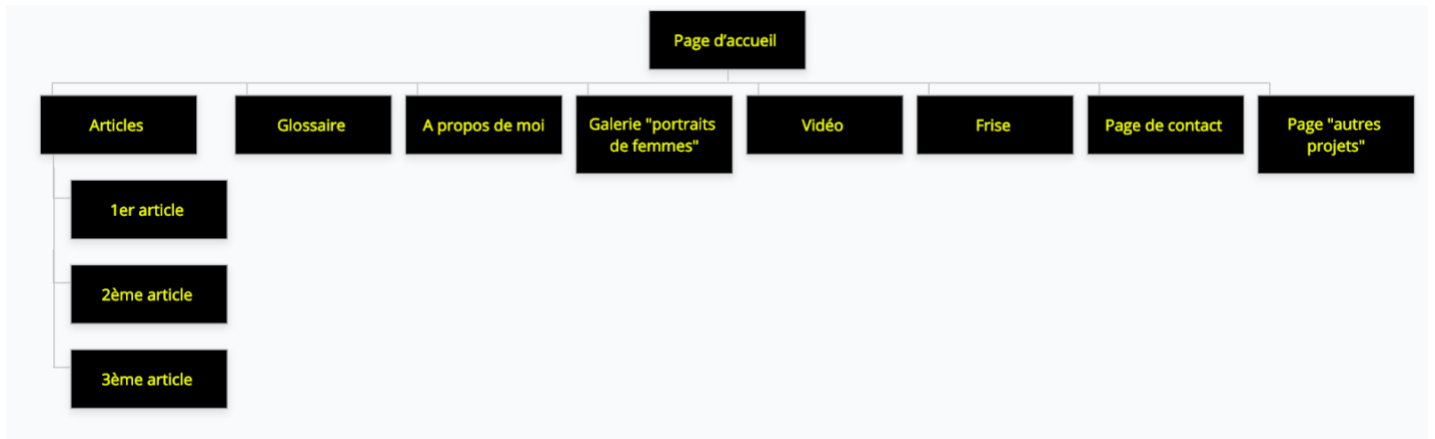 Page d’accueil
Articles
Glossaire
A propos de moi
Galerie "portraits
de femmes"
Vidéo
Frise
Page de contact
Page "autres
projets"
1er article
2ème article
3ème article